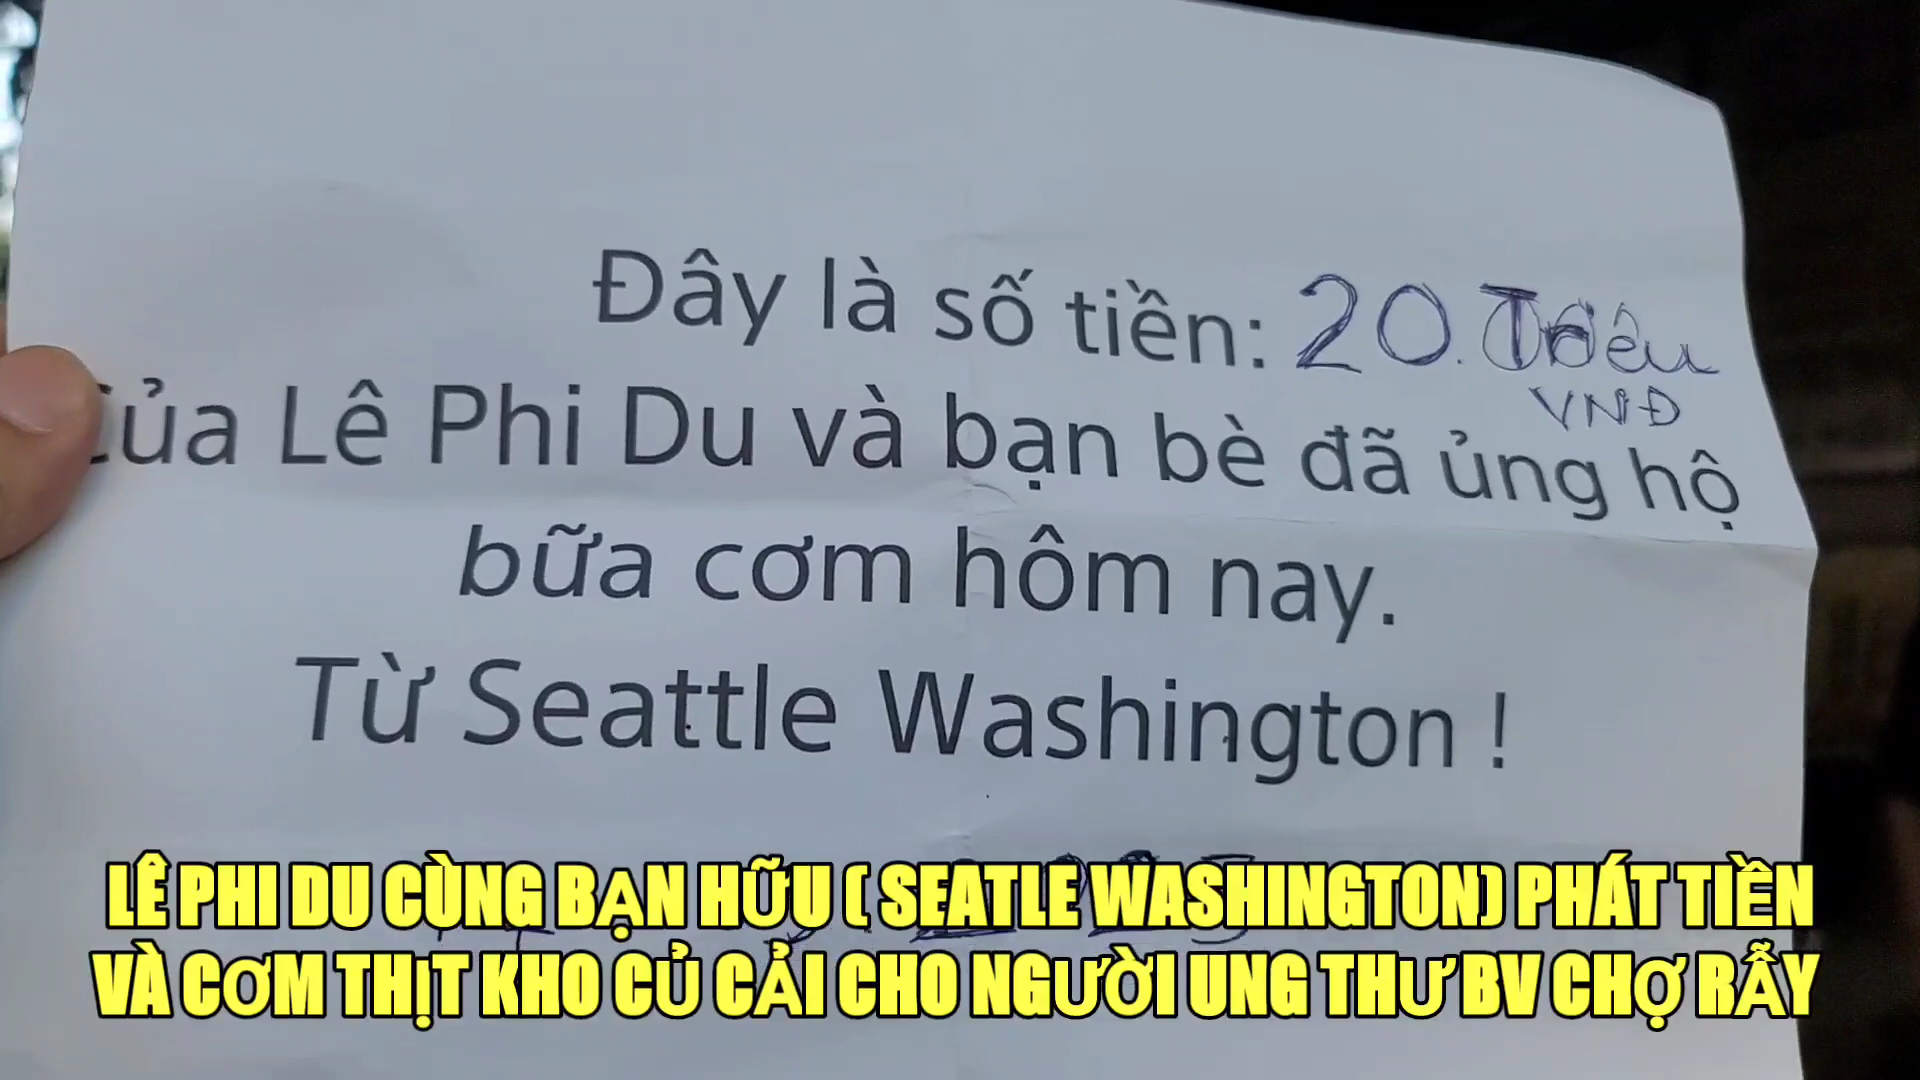 Đây là số tiền: 20. Triệu
VNĐ
của Lê Phi Du và bạn bè đã ủng hộ
bữa cơm hôm nay.
Từ Seattle Washington !
LÊ PHI DU CÙNG BẠN HỮU ( SEATLE WASHINGTON) PHÁT TIỀN
VÀ CƠM THỊT KHO CỦ CẢI CHO NGƯỜI UNG THƯ BV CHỢ RẪY